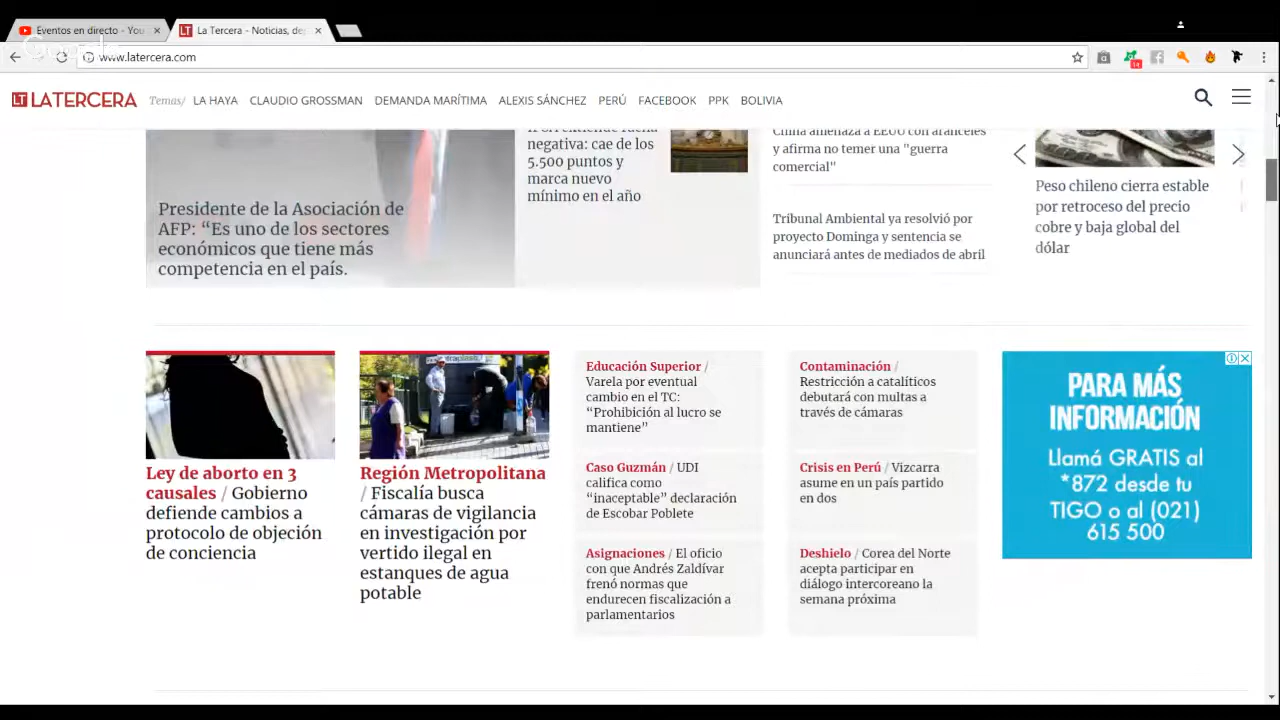 Eventos en directo - You
La Tercera - Noticias, de
www.latercera.com
LT LATERCERA
Temas/ LA HAYA CLAUDIO GROSSMAN DEMANDA MARÍTIMA ALEXIS SÁNCHEZ PERÚ FACEBOOK PPK BOLIVIA
Presidente de la Asociación de
AFP: “Es uno de los sectores
económicos que tiene más
competencia en el país.
negativa: cae de los
5.500 puntos y
marca nuevo
mínimo en el año
China amenaza a EEUU con aranceles
y afirma no temer una "guerra
comercial"
Tribunal Ambiental ya resolvió por
proyecto Dominga y sentencia se
anunciará antes de mediados de abril
Peso chileno cierra estable
por retroceso del precio
cobre y baja global del
dólar
Ley de aborto en 3
causales / Gobierno
defiende cambios a
protocolo de objeción
de conciencia
Región Metropolitana
/ Fiscalía busca
cámaras de vigilancia
en investigación por
vertido ilegal en
estanques de agua
potable
Educación Superior /
Varela por eventual
cambio en el TC:
“Prohibición al lucro se
mantiene”
Caso Guzmán / UDI
califica como
“inaceptable” declaración
de Escobar Poblete
Asignaciones / El oficio
con que Andrés Zaldívar
frenó normas que
endurecen fiscalización a
parlamentarios
Contaminación /
Restricción a catalíticos
debutará con multas a
través de cámaras
Crisis en Perú / Vizcarra
asume en un país partido
en dos
Deshielo / Corea del Norte
acepta participar en
diálogo intercoreano la
semana próxima
PARA MÁS
INFORMACIÓN
Llamá GRATIS al
*872 desde tu
TIGO o al (021)
615 500